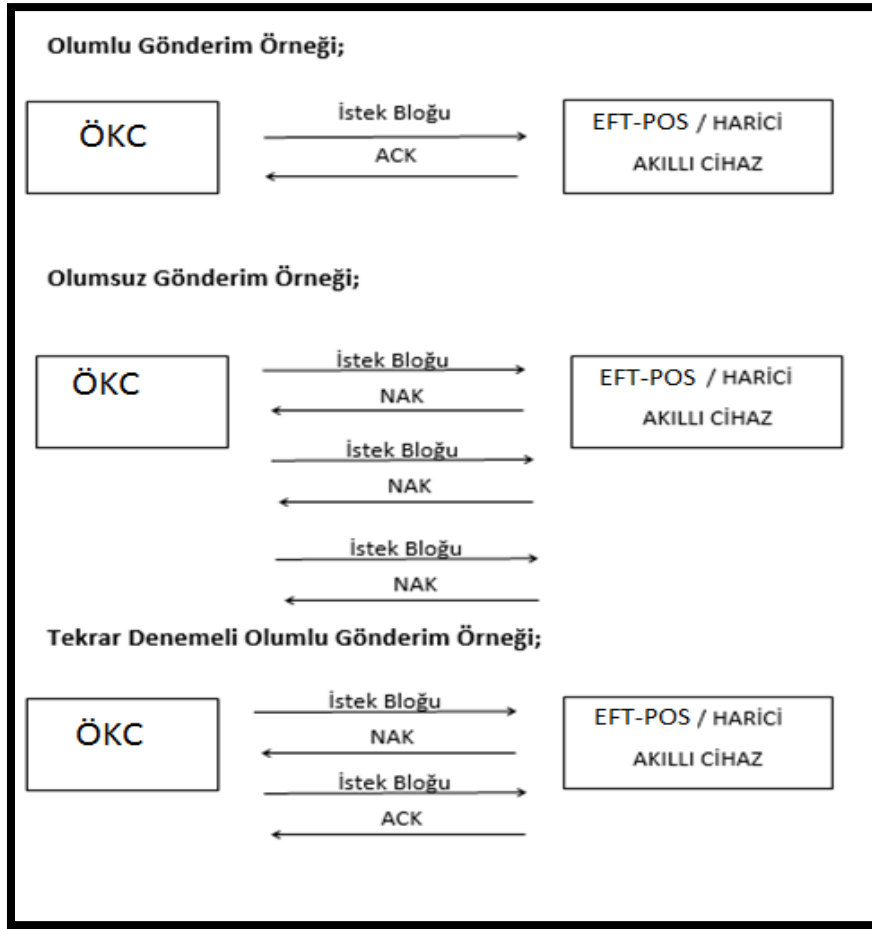 Olumlu Gönderim Örneği;
ÖKC
İstek Bloğu
ACK
EFT-POS / HARİCİ
AKILLI CİHAZ
Olumsuz Gönderim Örneği;
ÖKC
İstek Bloğu
NAK
İstek Bloğu
NAK
İstek Bloğu
NAK
EFT-POS / HARİCİ
AKILLI CİHAZ
Tekrar Denemeli Olumlu Gönderim Örneği;
ÖKC
İstek Bloğu
NAK
İstek Bloğu
ACK
EFT-POS / HARİCİ
AKILLI CİHAZ